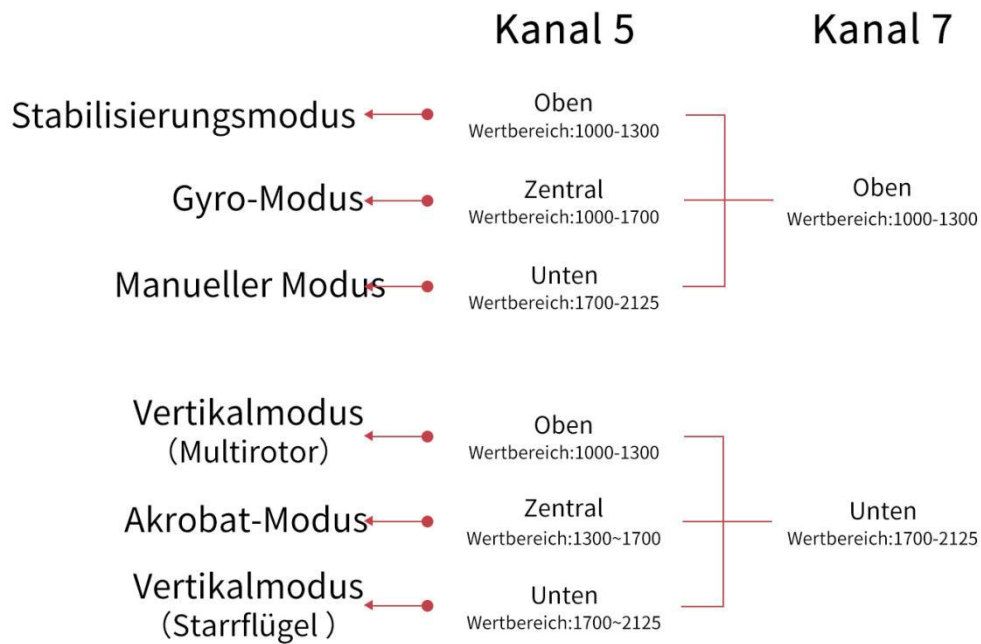 Kanal 5 Kanal 7
Stabilisierungsmodus
Oben
Wertbereich:1000-1300
Gyro-Modus
Zentral
Wertbereich:1000-1700
Oben
Wertbereich:1000-1300
Manueller Modus
Unten
Wertbereich:1700-2125
Vertikalmodus
（Multirotor）
Oben
Wertbereich:1000-1300
Akrobat-Modus
Zentral
Wertbereich:1300~1700
Unten
Wertbereich:1700-2125
Vertikalmodus
(Starrflügel )
Unten
Wertbereich:1700~2125